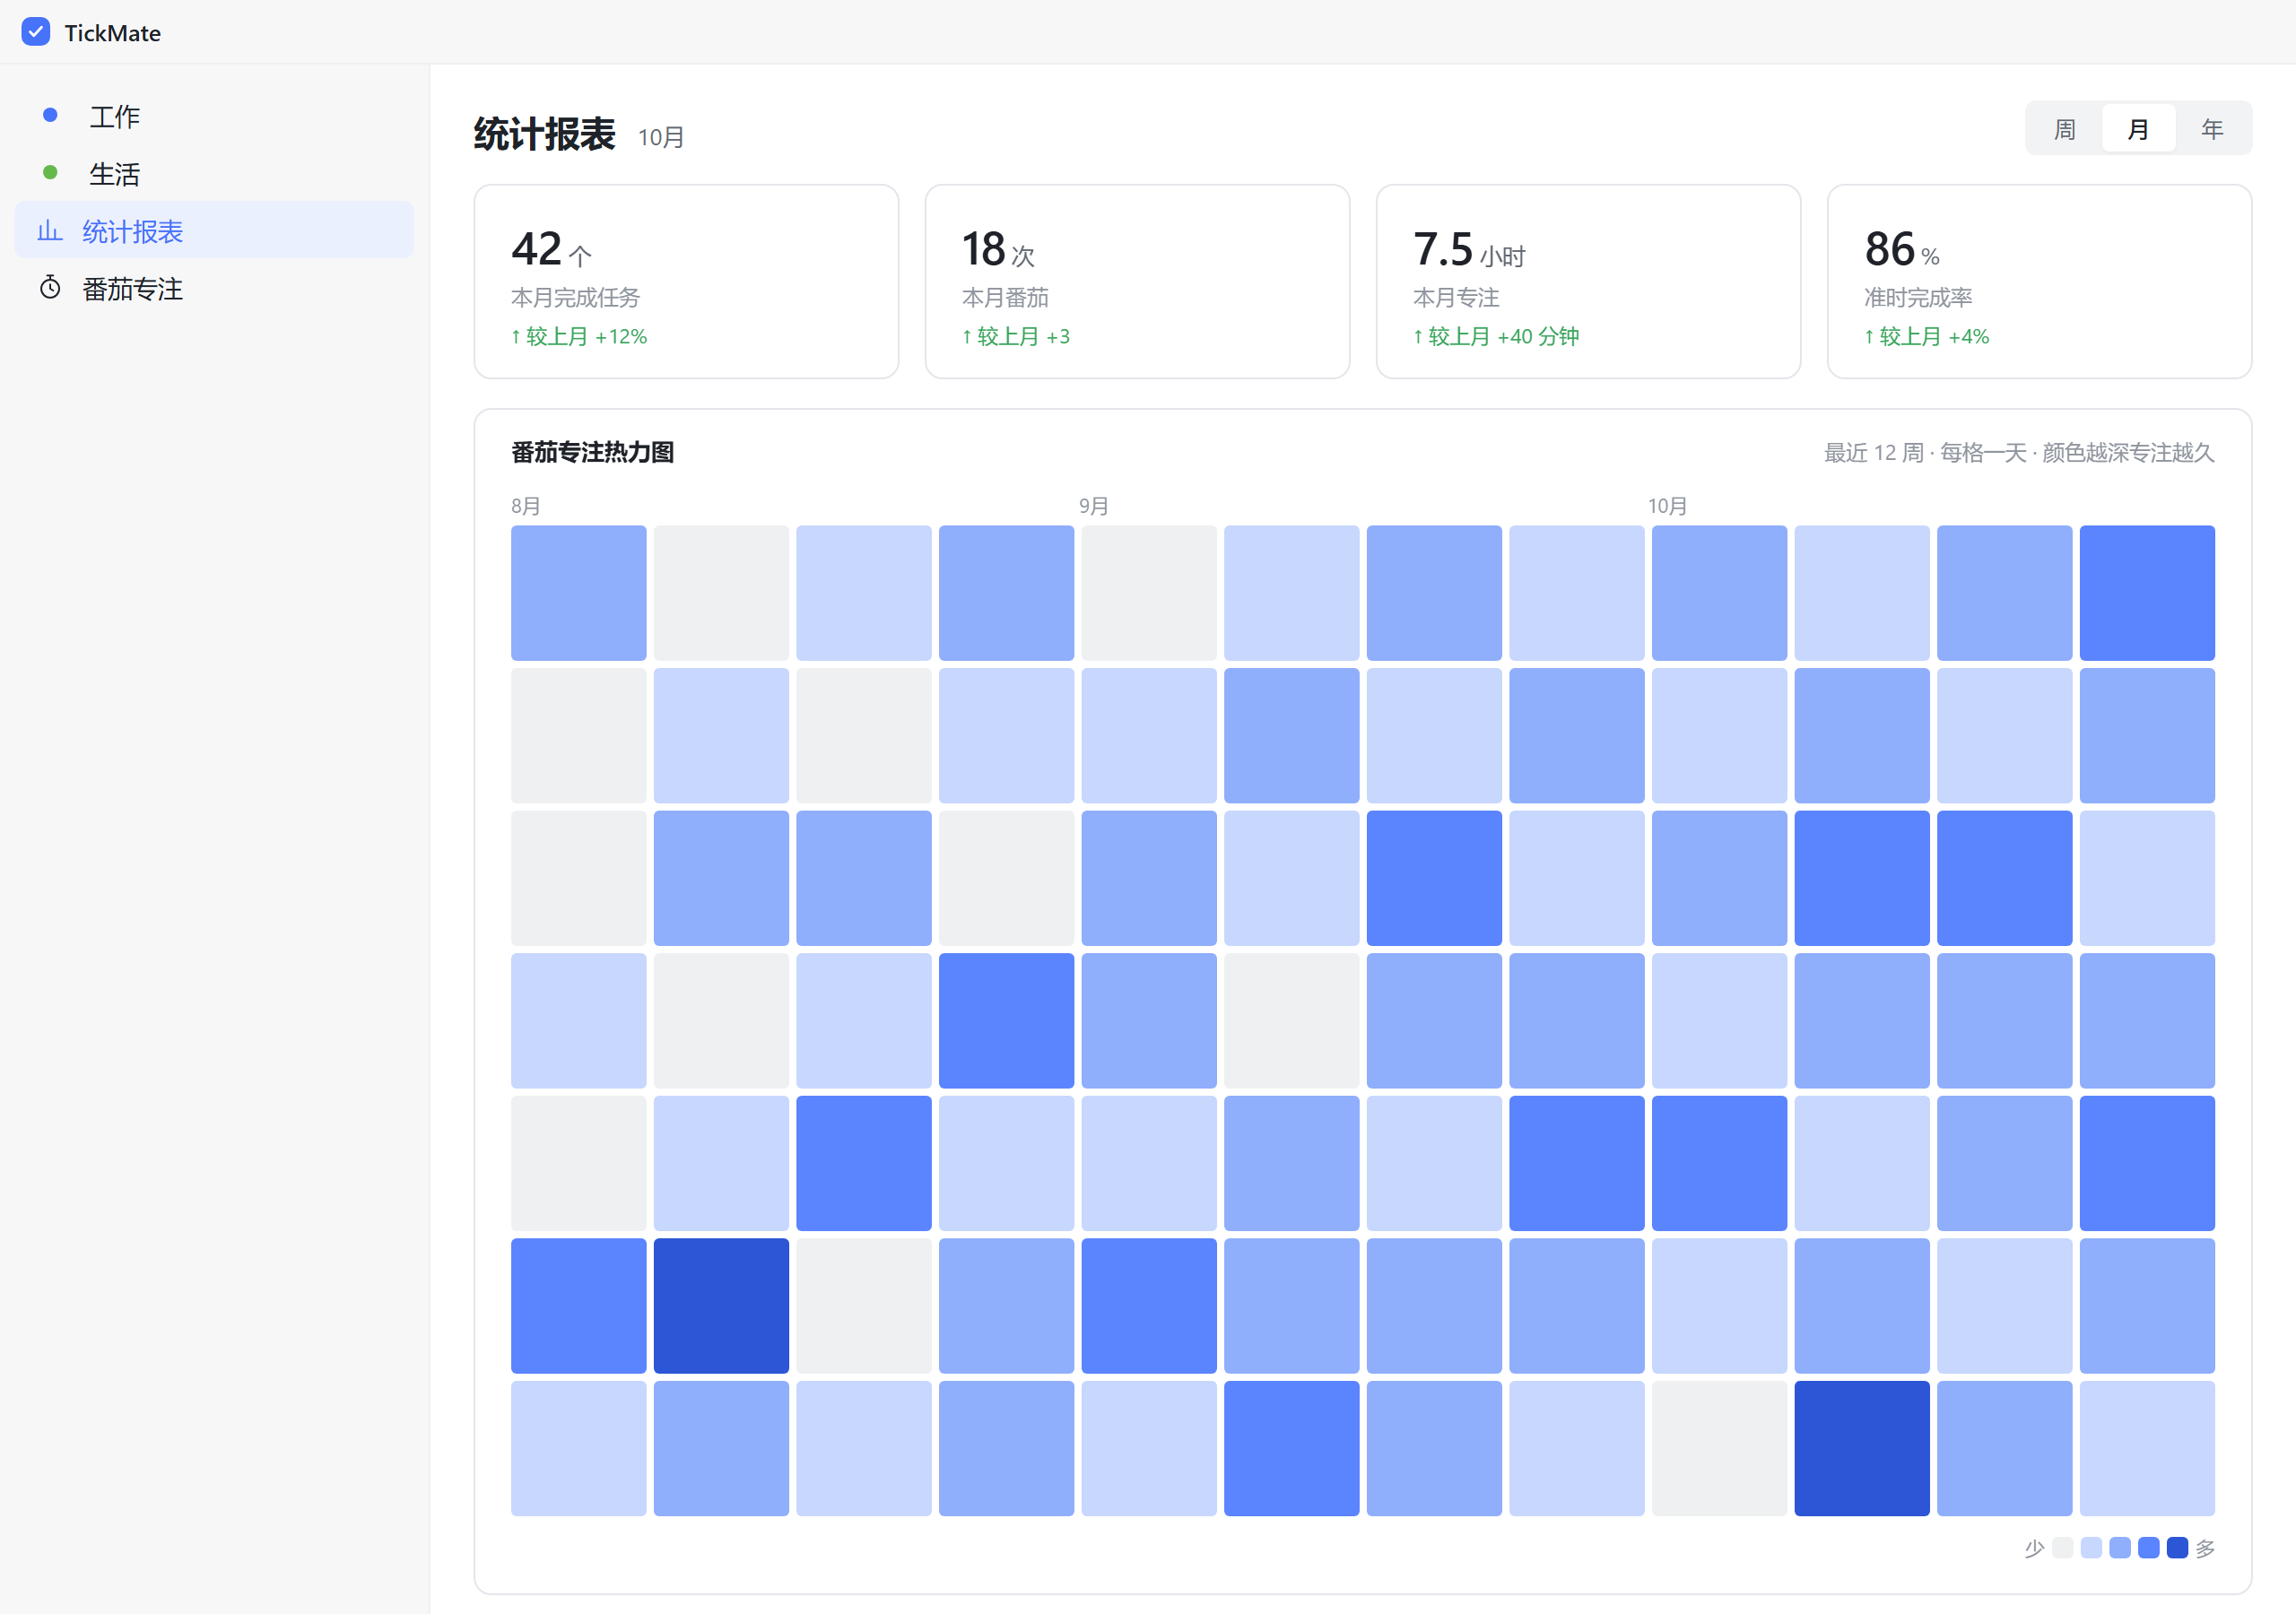 TickMate
工作
生活
统计报表
番茄专注
统计报表 10月
周 月 年
42 个
本月完成任务
↑ 较上月 +12%
18 次
本月番茄
↑ 较上月 +3
7.5 小时
本月专注
↑ 较上月 +40 分钟
86 %
准时完成率
↑ 较上月 +4%
番茄专注热力图
最近 12 周 · 每格一天 · 颜色越深专注越久
8月 9月 10月
少 多